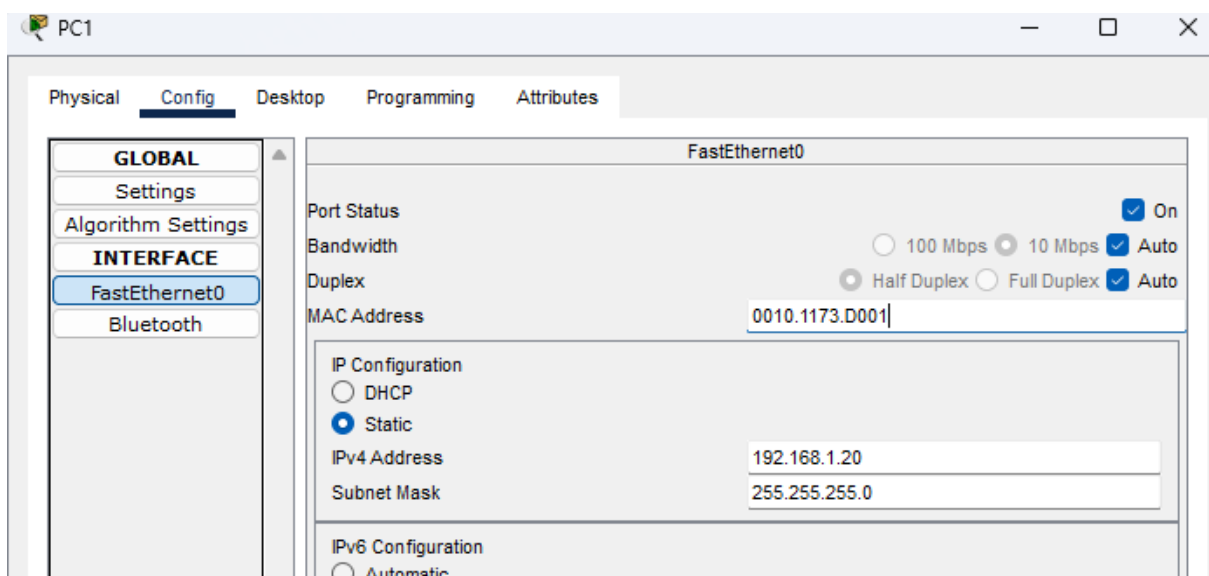 PC1
Physical Config Desktop Programming Attributes
GLOBAL
Settings
Algorithm Settings
INTERFACE
FastEthernet0
Bluetooth
FastEthernet0
Port Status On
Bandwidth 100 Mbps 10 Mbps Auto
Duplex Half Duplex Full Duplex Auto
MAC Address 0010.1173.D001
IP Configuration
DHCP
Static
IPv4 Address 192.168.1.20
Subnet Mask 255.255.255.0
IPv6 Configuration
Automatic